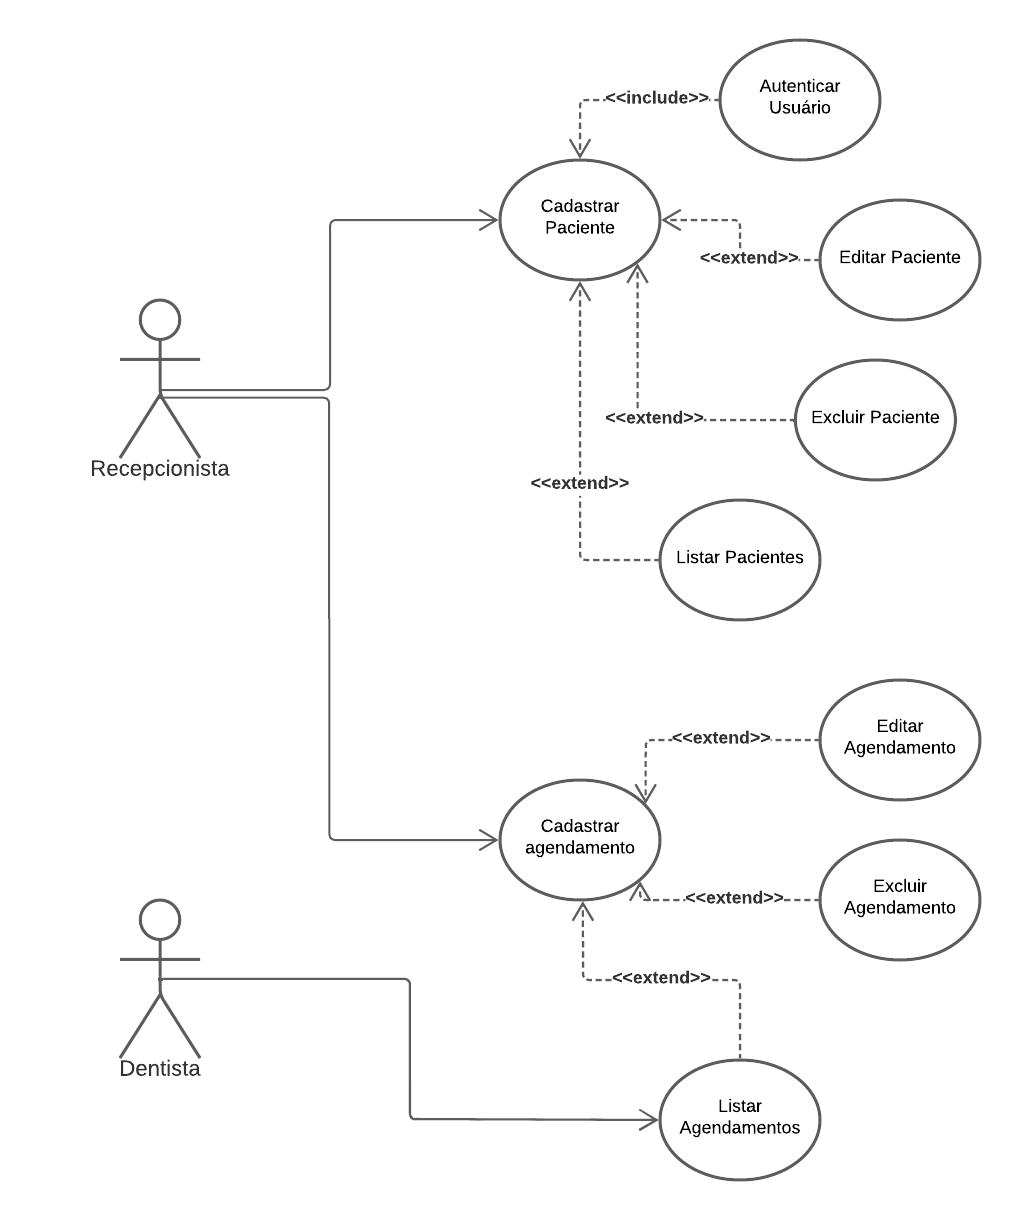 Autenticar
Usuário
<<include>>
Cadastrar
Paciente
<<extend>>
Editar Paciente
<<extend>>
Excluir Paciente
Recepcionista
<<extend>>
Listar Pacientes
Editar
Agendamento
<<extend>>
Cadastrar
agendamento
<<extend>>
Excluir
Agendamento
<<extend>>
Dentista
Listar
Agendamentos